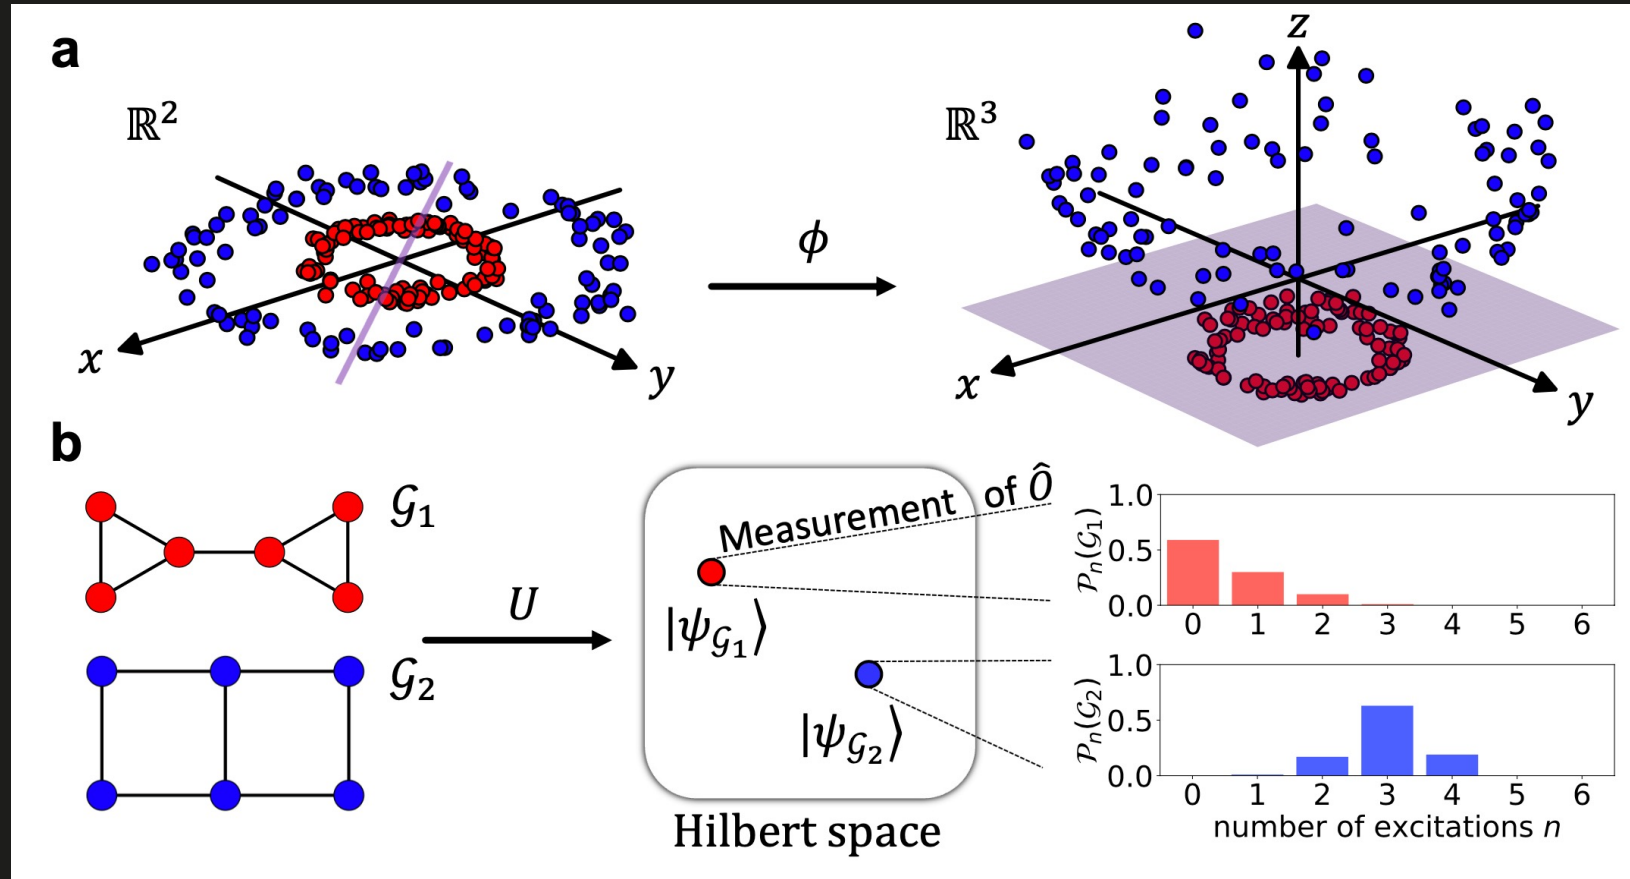 a
ℝ²
x
y
ϕ
ℝ³
z
x
y
b
𝒢₁
𝒢₂
U
Measurement of Ô
|ψ_𝒢₁⟩
|ψ_𝒢₂⟩
Hilbert space
𝒫ₙ(𝒢₁)
1.0
0.5
0.0
0 1 2 3 4 5 6
𝒫ₙ(𝒢₂)
1.0
0.5
0.0
0 1 2 3 4 5 6
number of excitations n